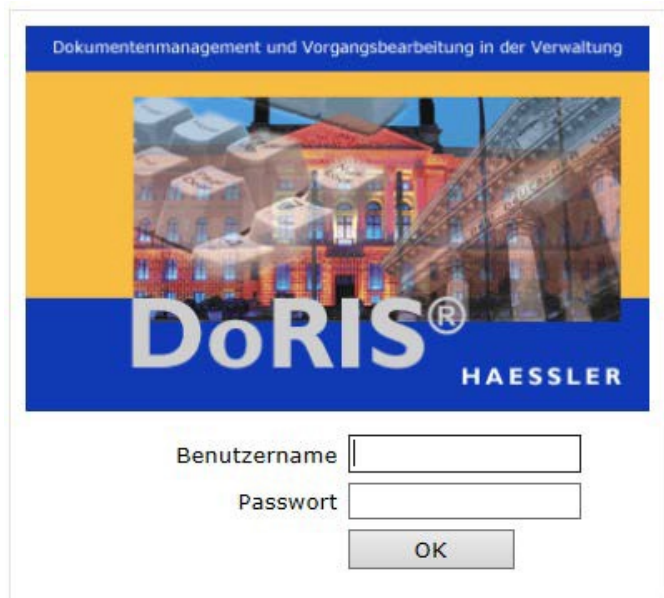 Dokumentenmanagement und Vorgangsbearbeitung in der Verwaltung
DoRIS®
HAESSLER
Benutzername
Passwort
OK